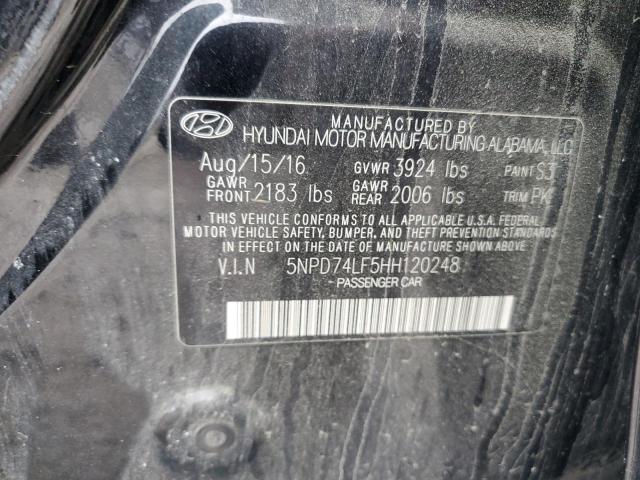 MANUFACTURED BY
HYUNDAI MOTOR MANUFACTURING ALABAMA, LLC
Aug/15/16 GVWR 3924 lbs PAINT S3
GAWR FRONT 2183 lbs GAWR REAR 2006 lbs TRIM PK
THIS VEHICLE CONFORMS TO ALL APPLICABLE U.S.A. FEDERAL
MOTOR VEHICLE SAFETY, BUMPER, AND THEFT PREVENTION STANDARDS
IN EFFECT ON THE DATE OF MANUFACTURE SHOWN ABOVE.
V.I.N 5NPD74LF5HH120248
-PASSENGER CAR